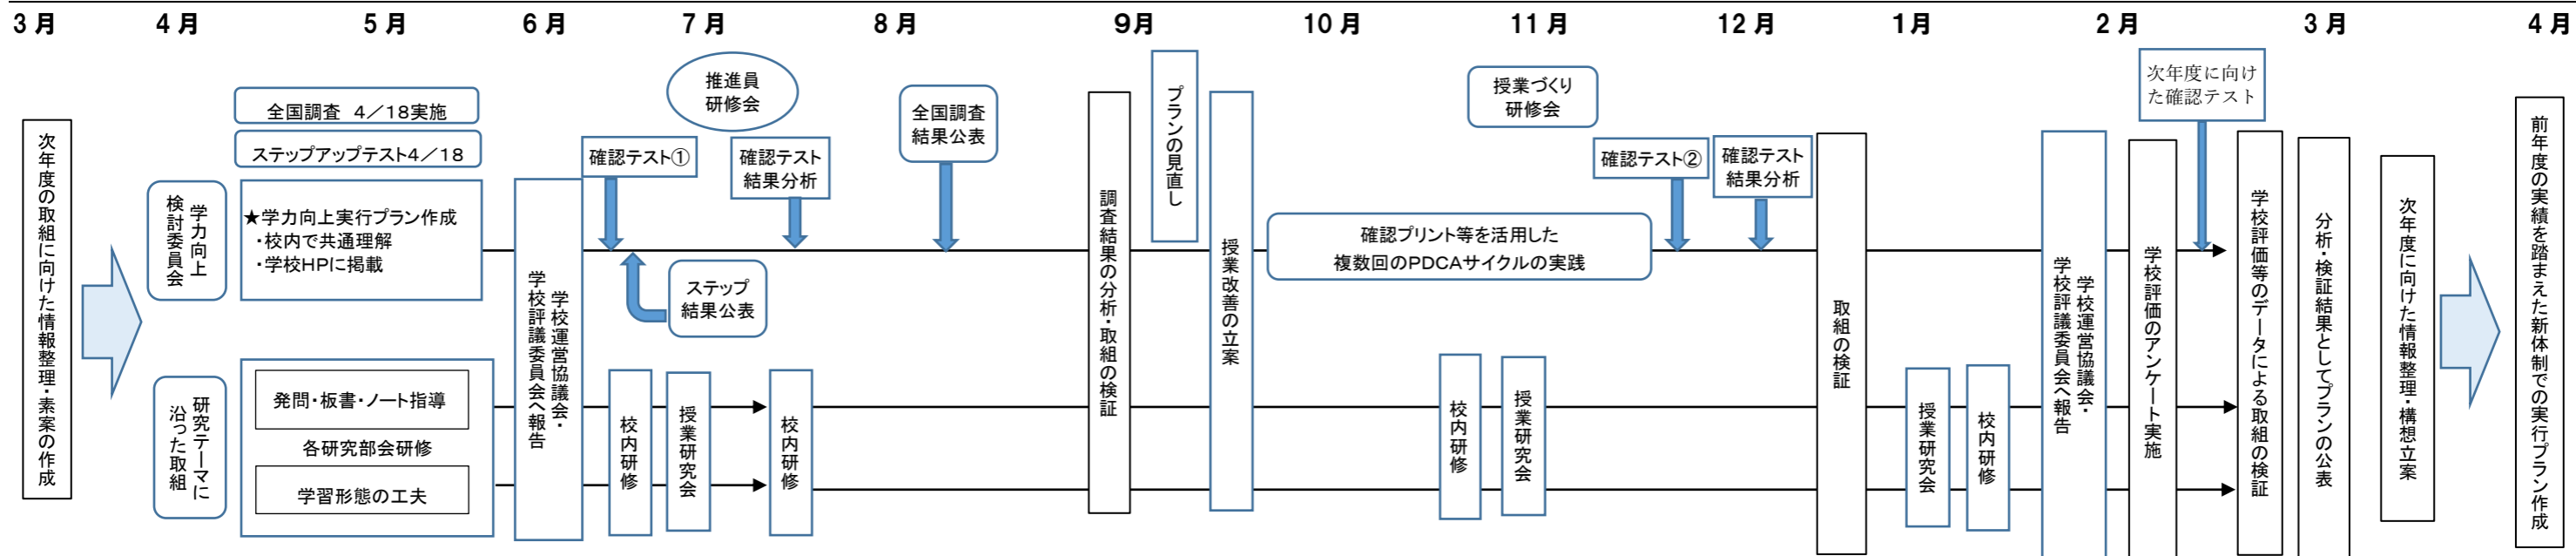 3月 4月 5月 6月 7月 8月 9月 10月 11月 12月 1月 2月 3月 4月
次年度の取組に向けた情報整理・素案の作成
学力向上
検討委員会
研究テーマに
沿った取組
全国調査 4/18実施
ステップアップテスト4/18
★学力向上実行プラン作成
・校内で共通理解
・学校HPに掲載
発問・板書・ノート指導
各研究部会研修
学習形態の工夫
学校運営協議会・
学校評議委員会へ報告
確認テスト①
ステップ
結果公表
推進員
研修会
確認テスト
結果分析
校内研修
授業研究会
校内研修
全国調査
結果公表
調査結果の分析・取組の検証
プランの見直し
授業改善の立案
確認プリント等を活用した
複数回のPDCAサイクルの実践
授業づくり
研修会
校内研修
授業研究会
確認テスト②
確認テスト
結果分析
取組の検証
授業研究会
校内研修
学校運営協議会・
学校評議委員会へ報告
学校評価のアンケート実施
次年度に向け
た確認テスト
学校評価等のデータによる取組の検証
分析・検証結果としてプランの公表
次年度に向けた情報整理・構想立案
前年度の実績を踏まえた新体制での実行プラン作成